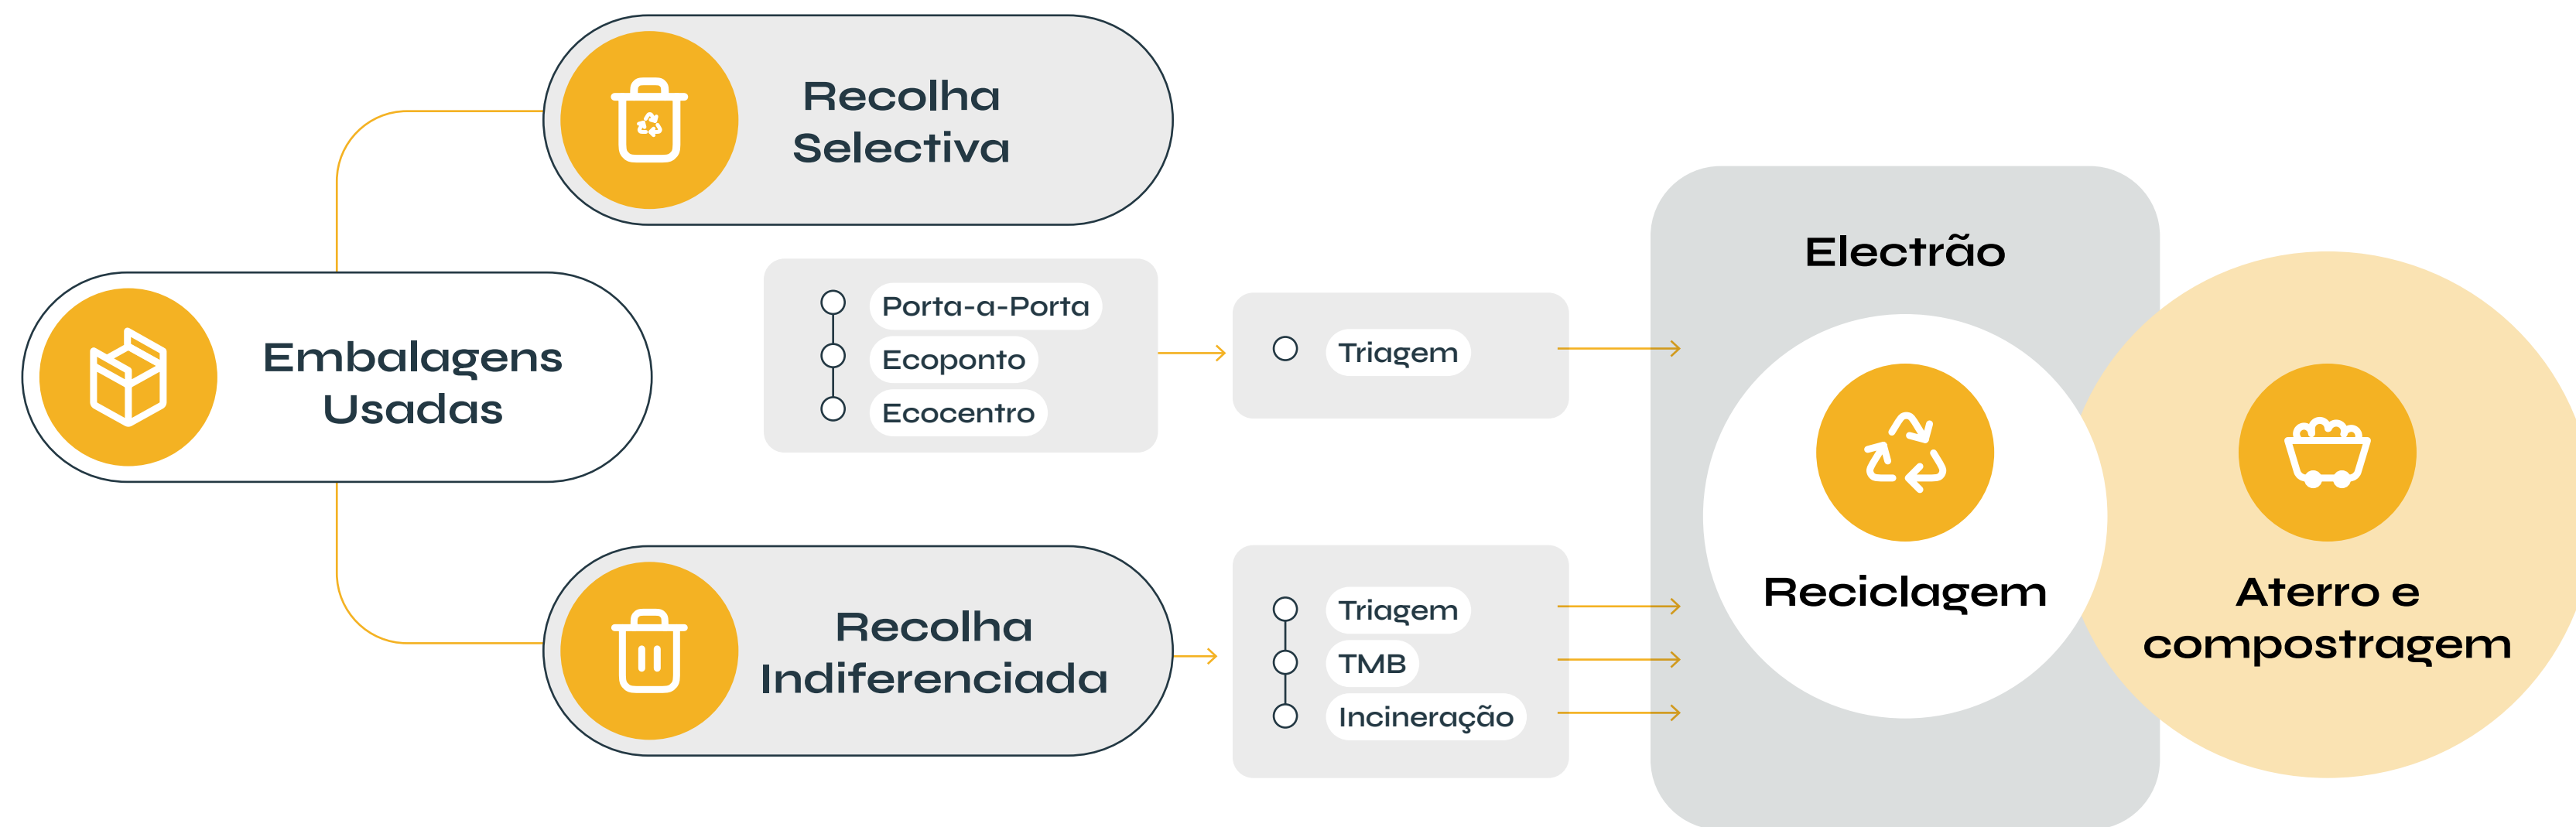 Recolha
Selectiva
Embalagens
Usadas
Porta-a-Porta
Ecoponto
Ecocentro
Triagem
Recolha
Indiferenciada
Triagem
TMB
Incineração
Electrão
Reciclagem
Aterro e
compostragem